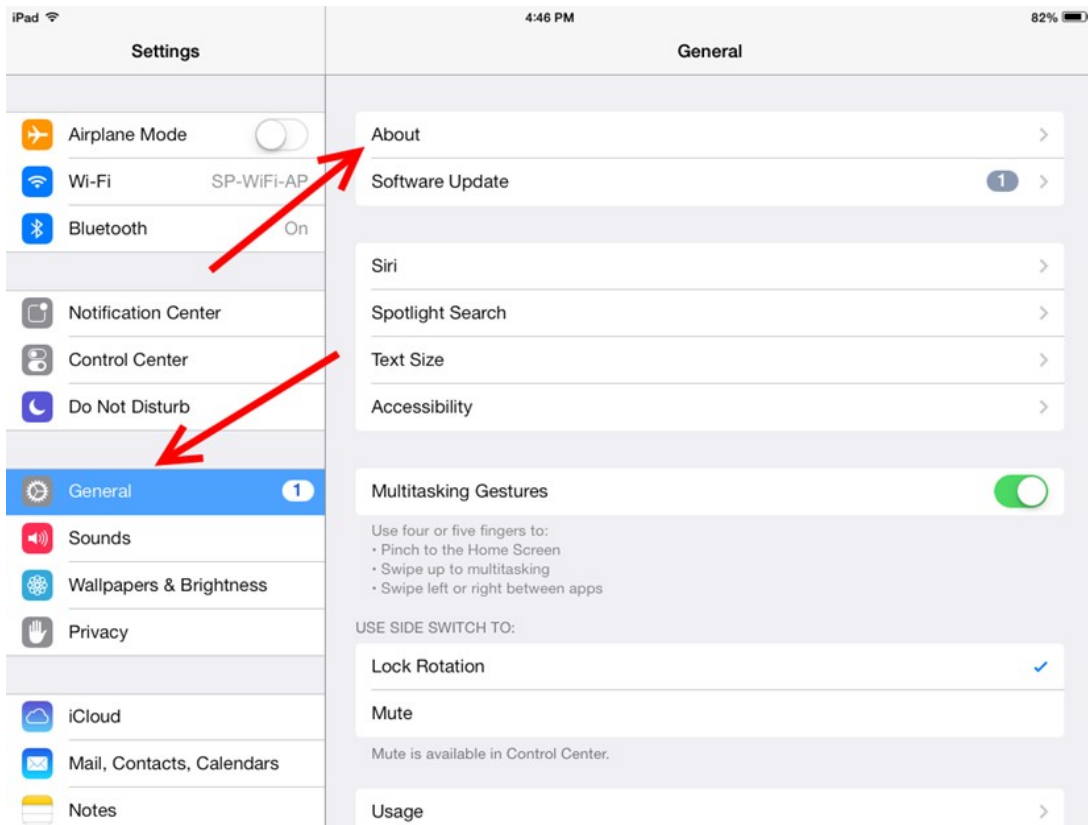 iPad
4:46 PM
82%
Settings
General
Airplane Mode
Wi-Fi SP-WiFi-AP
Bluetooth On
Notification Center
Control Center
Do Not Disturb
General 1
Sounds
Wallpapers & Brightness
Privacy
iCloud
Mail, Contacts, Calendars
Notes
About
Software Update 1
Siri
Spotlight Search
Text Size
Accessibility
Multitasking Gestures
Use four or five fingers to:
• Pinch to the Home Screen
• Swipe up to multitasking
• Swipe left or right between apps
USE SIDE SWITCH TO:
Lock Rotation
Mute
Mute is available in Control Center.
Usage